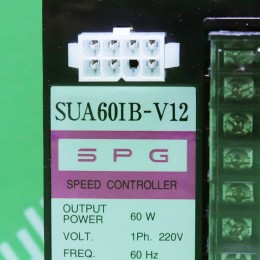 SUA60IB-V12
SPG
SPEED CONTROLLER
OUTPUT POWER 60 W
VOLT. 1Ph. 220V
FREQ. 60 Hz